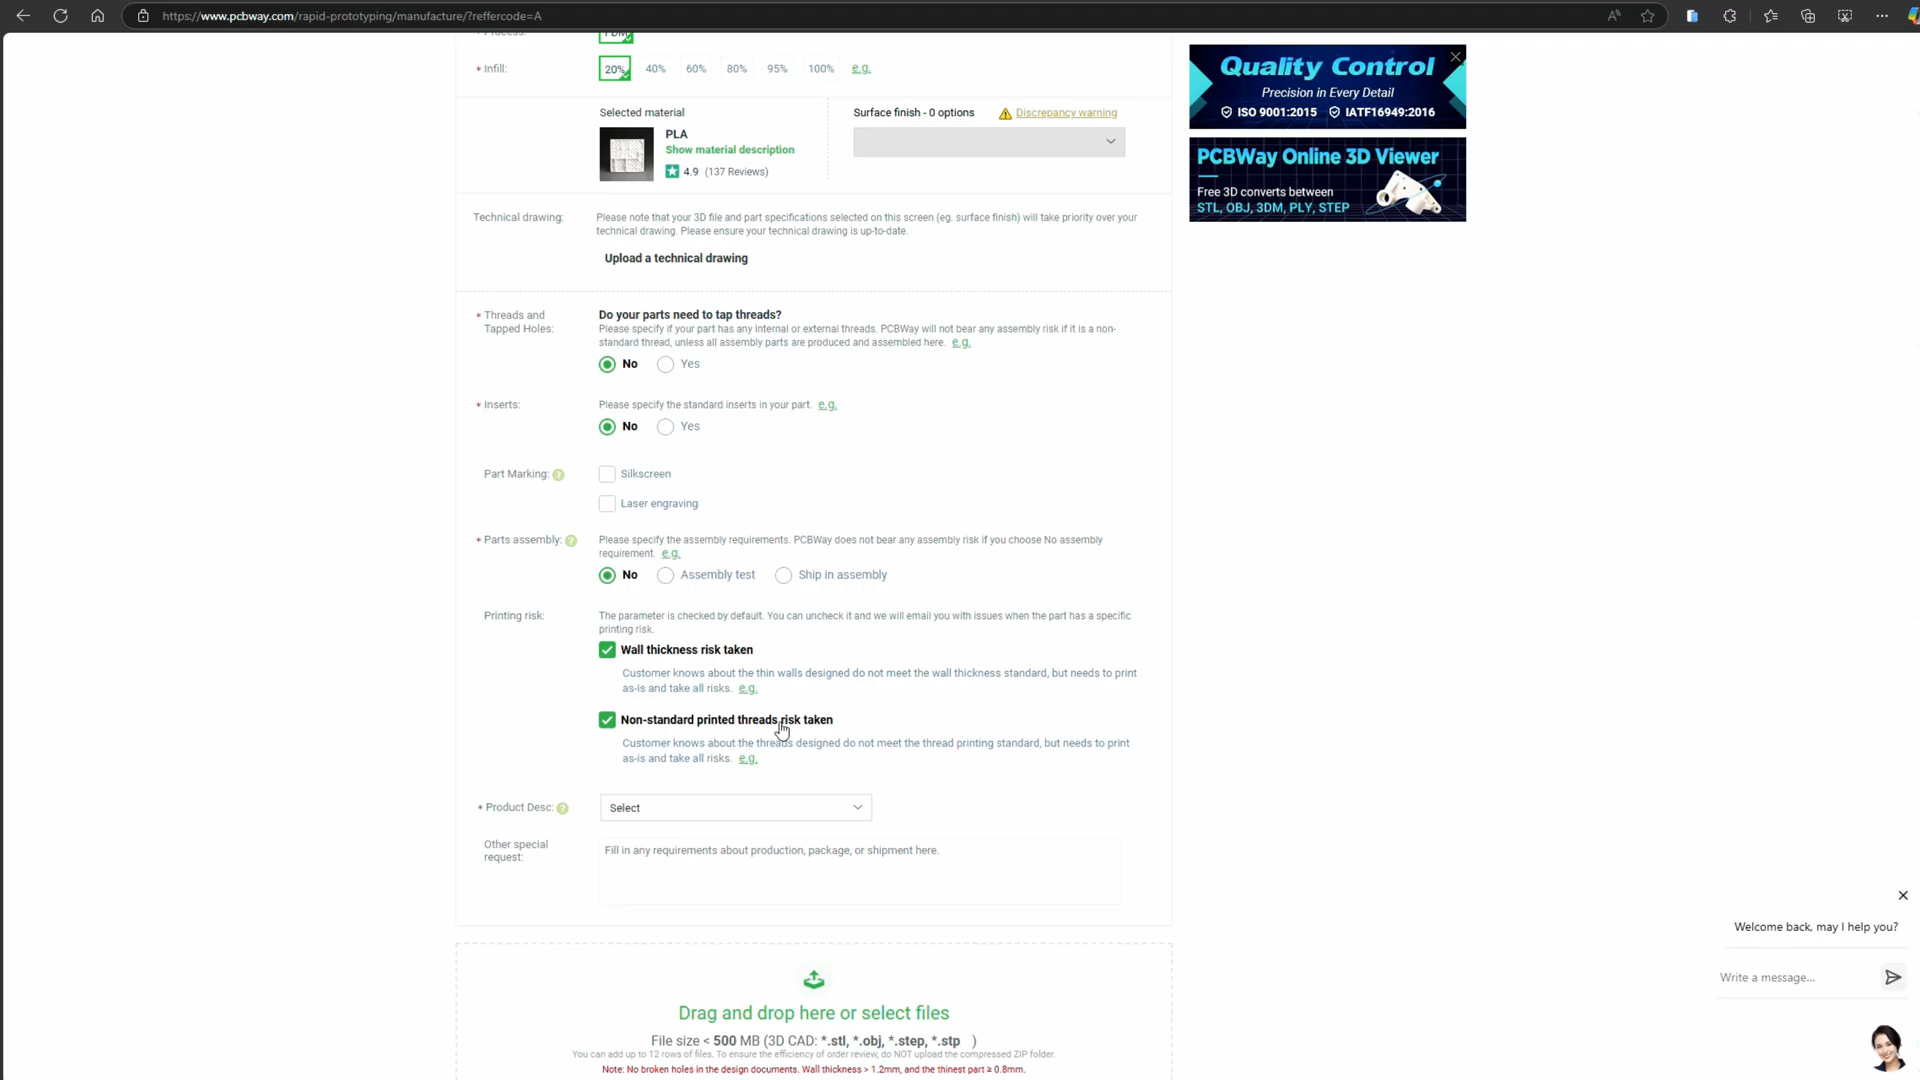 https://www.pcbway.com/rapid-prototyping/manufacture/?reffercode=A
* Process:
FDM
* Infill:
20%
40%
60%
80%
95%
100%
e.g.
Selected material
PLA
Show material description
4.9 (137 Reviews)
Surface finish - 0 options
Discrepancy warning
Technical drawing:
Please note that your 3D file and part specifications selected on this screen (eg. surface finish) will take priority over your
technical drawing. Please ensure your technical drawing is up-to-date.
Upload a technical drawing
* Threads and
Tapped Holes:
Do your parts need to tap threads?
Please specify if your part has any internal or external threads. PCBWay will not bear any assembly risk if it is a non-
standard thread, unless all assembly parts are produced and assembled here. e.g.
No
Yes
* Inserts:
Please specify the standard inserts in your part. e.g.
No
Yes
Part Marking: ?
Silkscreen
Laser engraving
* Parts assembly: ?
Please specify the assembly requirements. PCBWay does not bear any assembly risk if you choose No assembly
requirement. e.g.
No
Assembly test
Ship in assembly
Printing risk:
The parameter is checked by default. You can uncheck it and we will email you with issues when the part has a specific
printing risk.
Wall thickness risk taken
Customer knows about the thin walls designed do not meet the wall thickness standard, but needs to print
as-is and take all risks. e.g.
Non-standard printed threads risk taken
Customer knows about the threads designed do not meet the thread printing standard, but needs to print
as-is and take all risks. e.g.
* Product Desc: ?
Select
Other special
request:
Fill in any requirements about production, package, or shipment here.
Drag and drop here or select files
File size < 500 MB (3D CAD: *.stl, *.obj, *.step, *.stp )
You can add up to 12 rows of files. To ensure the efficiency of order review, do NOT upload the compressed ZIP folder.
Note: No broken holes in the design documents. Wall thickness > 1.2mm, and the thinest part ≥ 0.8mm.
Quality Control
Precision in Every Detail
ISO 9001:2015 IATF16949:2016
PCBWay Online 3D Viewer
Free 3D converts between
STL, OBJ, 3DM, PLY, STEP
Welcome back, may I help you?
Write a message...